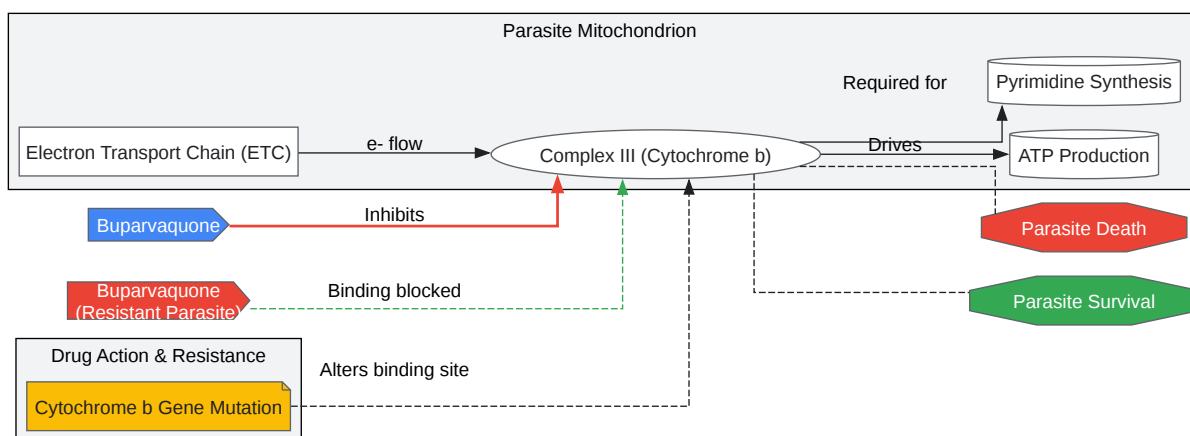 Parasite Mitochondrion
Required for
Pyrimidine Synthesis
Electron Transport Chain (ETC)
e- flow
Complex III (Cytochrome b)
Drives
ATP Production
Buparvaquone
Inhibits
Parasite Death
Buparvaquone
(Resistant Parasite)
Binding blocked
Parasite Survival
Drug Action & Resistance
Alters binding site
Cytochrome b Gene Mutation